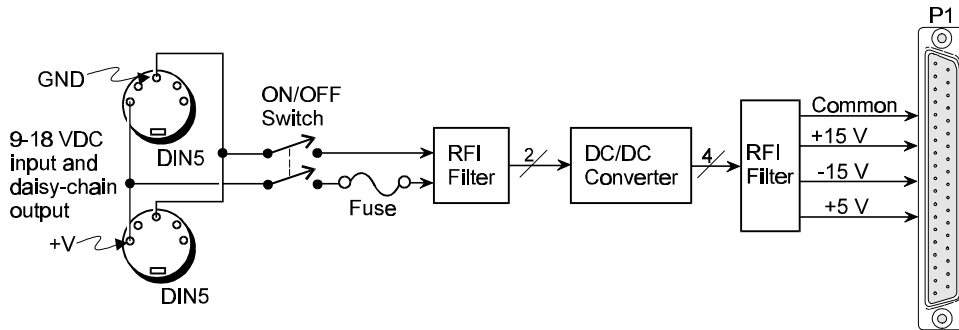 P1
GND
DIN5
9-18 VDC
input and
daisy-chain
output
+V
DIN5
ON/OFF
Switch
Fuse
RFI
Filter
2
DC/DC
Converter
4
RFI
Filter
Common
+15 V
-15 V
+5 V